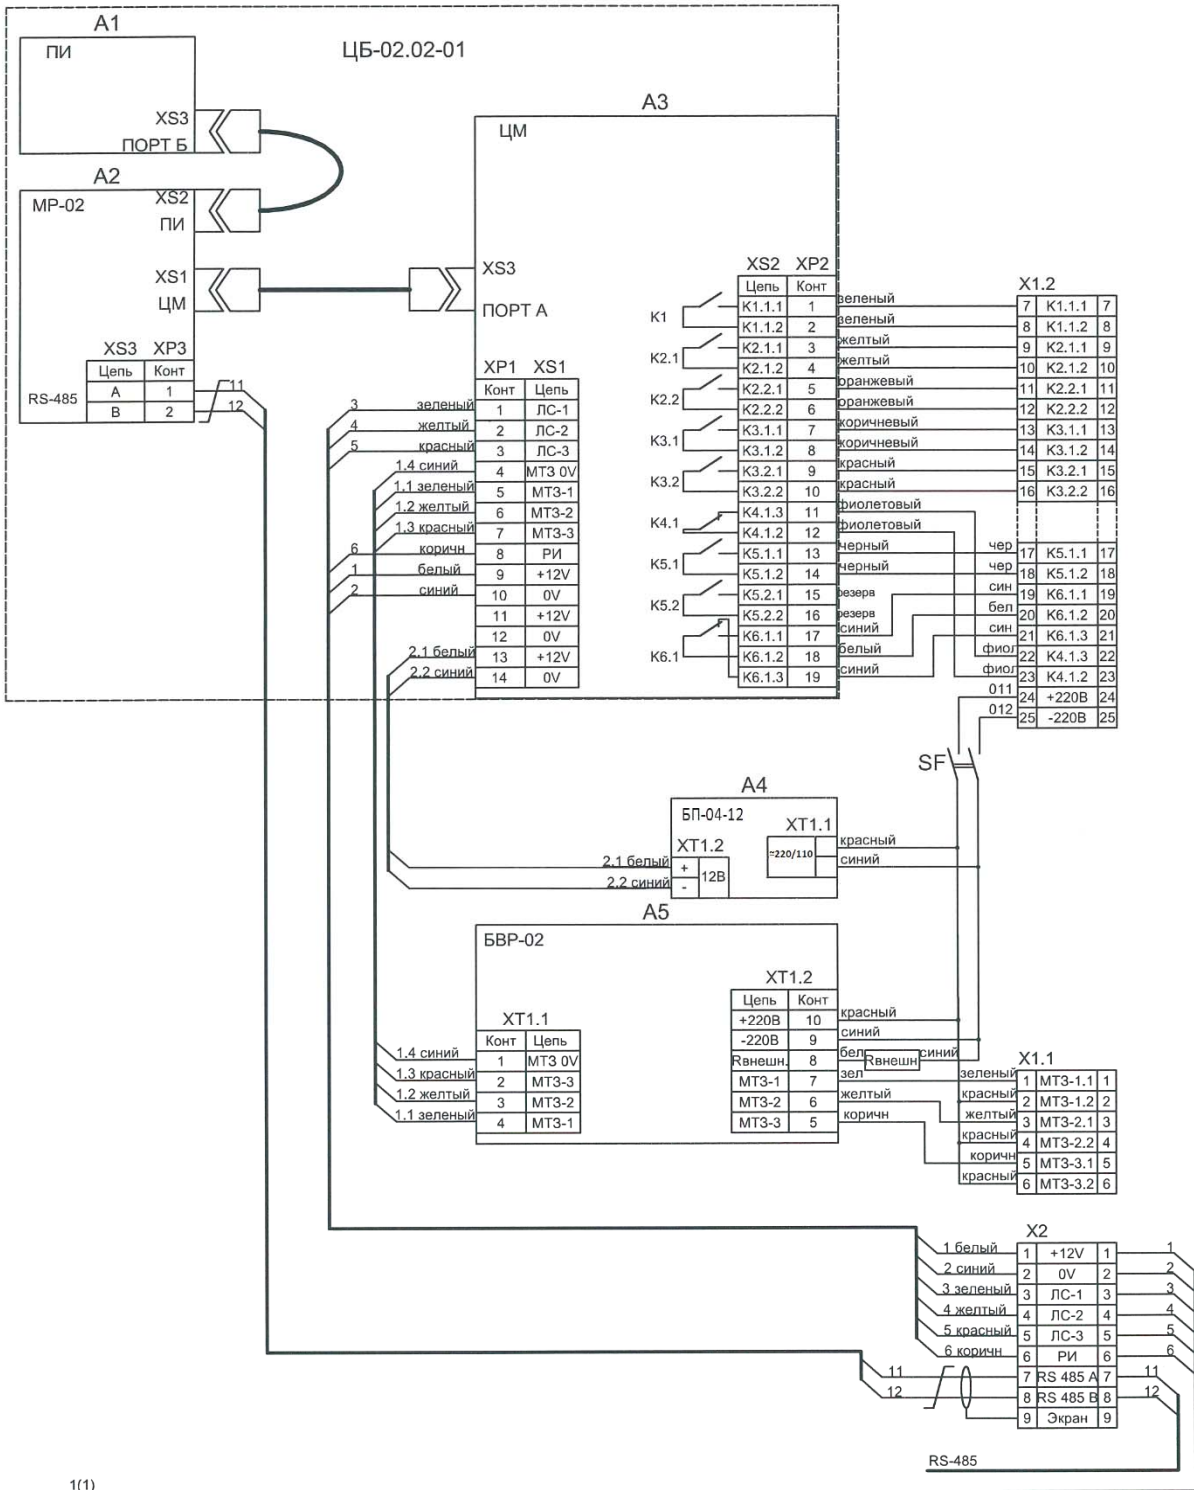 A1
ПИ
ЦБ-02.02-01
XS3
ПОРТ Б
A2
МР-02
XS2
ПИ
XS1
ЦМ
XS3 XP3
Цепь Конт
RS-485
A 1
B 2
11
12
A3
ЦМ
XS3
ПОРТ А
XP1 XS1
Конт Цепь
3 зеленый 1 ЛС-1
4 желтый 2 ЛС-2
5 красный 3 ЛС-3
1.4 синий 4 МТЗ 0V
1.1 зеленый 5 МТЗ-1
1.2 желтый 6 МТЗ-2
1.3 красный 7 МТЗ-3
6 коричн 8 РИ
1 белый 9 +12V
2 синий 10 0V
11 +12V
12 0V
2.1 белый 13 +12V
2.2 синий 14 0V
XS2 XP2
Цепь Конт
K1
K1.1.1 1 зеленый
K1.1.2 2 зеленый
K2.1
K2.1.1 3 желтый
K2.1.2 4 желтый
K2.2
K2.2.1 5 оранжевый
K2.2.2 6 оранжевый
K3.1
K3.1.1 7 коричневый
K3.1.2 8 коричневый
K3.2
K3.2.1 9 красный
K3.2.2 10 красный
K4.1
K4.1.3 11 фиолетовый
K4.1.2 12 фиолетовый
K5.1
K5.1.1 13 черный
K5.1.2 14 черный
K5.2
K5.2.1 15 резерв
K5.2.2 16 резерв
K6.1
K6.1.1 17 синий
K6.1.2 18 белый
K6.1.3 19 синий
X1.2
7 K1.1.1 7
8 K1.1.2 8
9 K2.1.1 9
10 K2.1.2 10
11 K2.2.1 11
12 K2.2.2 12
13 K3.1.1 13
14 K3.1.2 14
15 K3.2.1 15
16 K3.2.2 16
чер 17 K5.1.1 17
чер 18 K5.1.2 18
син 19 K6.1.1 19
бел 20 K6.1.2 20
син 21 K6.1.3 21
фиол 22 K4.1.3 22
фиол 23 K4.1.2 23
011 24 +220В 24
012 25 -220В 25
SF
A4
БП-04-12
XT1.2
XT1.1
2.1 белый +
2.2 синий -
12В
=220/110
красный
синий
A5
БВР-02
XT1.1
Конт Цепь
1.4 синий 1 МТЗ 0V
1.3 красный 2 МТЗ-3
1.2 желтый 3 МТЗ-2
1.1 зеленый 4 МТЗ-1
XT1.2
Цепь Конт
+220В 10 красный
-220В 9 синий
Rвнешн. 8 бел Rвнешн синий
МТЗ-1 7 зел
МТЗ-2 6 желтый
МТЗ-3 5 коричн
X1.1
зеленый 1 МТЗ-1.1 1
красный 2 МТЗ-1.2 2
желтый 3 МТЗ-2.1 3
красный 4 МТЗ-2.2 4
коричн 5 МТЗ-3.1 5
красный 6 МТЗ-3.2 6
X2
1 белый 1 +12V 1 1
2 синий 2 0V 2 2
3 зеленый 3 ЛС-1 3 3
4 желтый 4 ЛС-2 4 4
5 красный 5 ЛС-3 5 5
6 коричн 6 РИ 6 6
11 7 RS 485 A 7 11
12 8 RS 485 B 8 12
9 Экран 9
RS-485
1(1)